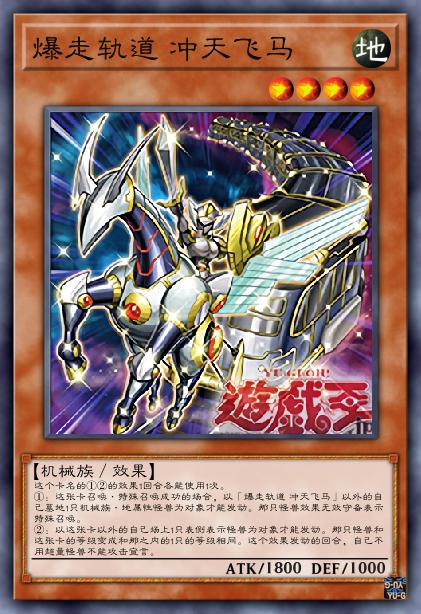 爆走轨道 冲天飞马
地
YU-GI-OH!
遊戯王
【机械族／效果】
这个卡名的①②的效果1回合各能使用1次。
①：这张卡召唤·特殊召唤成功的场合，以「爆走轨道 冲天飞马」以外的自
己墓地1只机械族·地属性怪兽为对象才能发动。那只怪兽效果无效守备表示
特殊召唤。
②：以这张卡以外的自己场上1只表侧表示怪兽为对象才能发动。那只怪兽和
这张卡的等级变成和那之内的1只的等级相同。这个效果发动的回合，自己不
用超量怪兽不能攻击宣言。
ATK/1800 DEF/1000